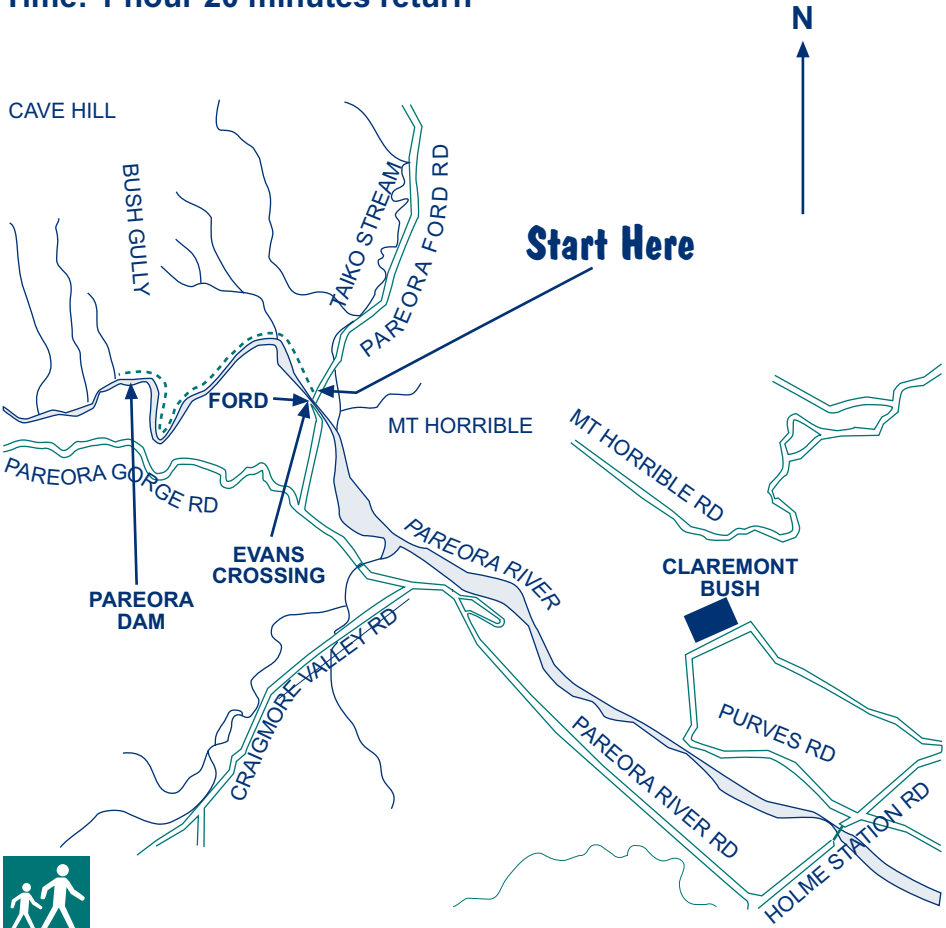 Time: 1 hour 20 minutes return
N
CAVE HILL
BUSH GULLY
TAIKO STREAM
PAREORA FORD RD
Start Here
FORD
MT HORRIBLE
MT HORRIBLE RD
PAREORA GORGE RD
EVANS
CROSSING
PAREORA RIVER
CLAREMONT
BUSH
PAREORA
DAM
CRAIGMORE VALLEY RD
PURVES RD
PAREORA RIVER RD
HOLME STATION RD